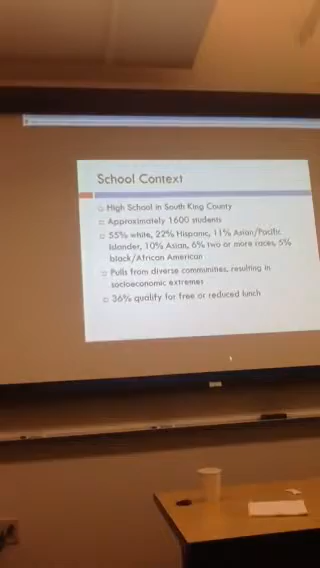 School Context
High School in South King County
Approximately 1600 students
55% white, 22% Hispanic, 11% Asian/Pacific
Islander, 10% Asian, 6% two or more races, 5%
black/African American
Pulls from diverse communities, resulting in
socioeconomic extremes
36% qualify for free or reduced lunch